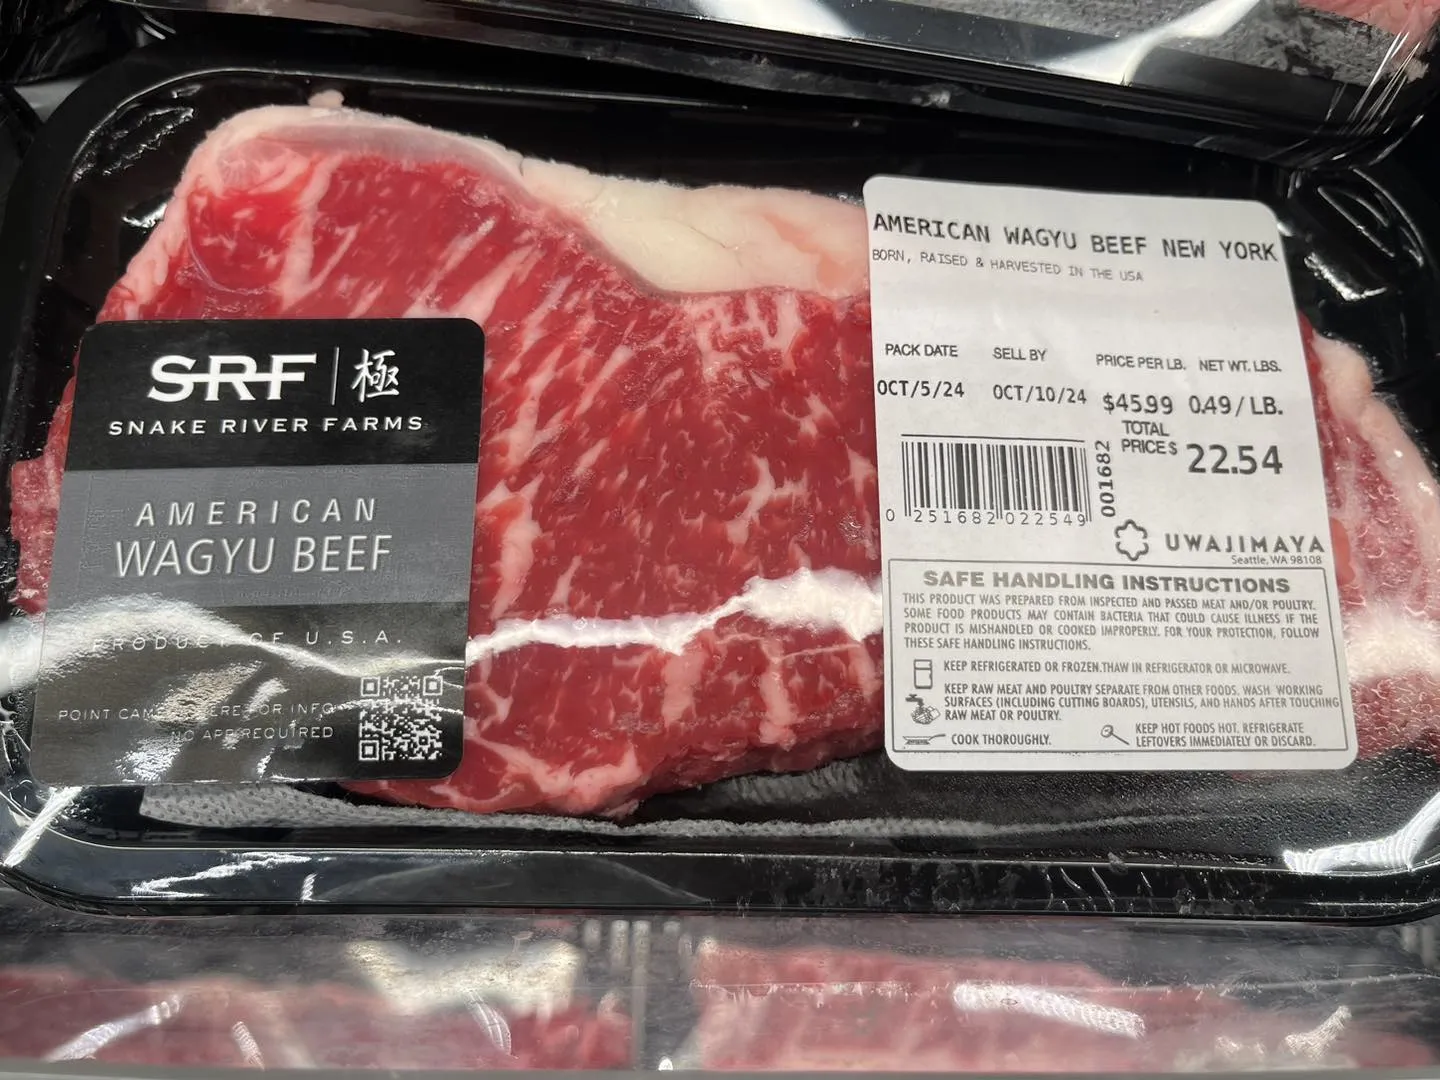 SRF | 極
SNAKE RIVER FARMS
AMERICAN
WAGYU BEEF
PRODUCT OF U.S.A.
POINT CAMERA HERE FOR INFO
NO APP REQUIRED
AMERICAN WAGYU BEEF NEW YORK
BORN, RAISED & HARVESTED IN THE USA
PACK DATE SELL BY PRICE PER LB. NET WT. LBS.
OCT/5/24 OCT/10/24 $45.99 0.49 / LB.
TOTAL
PRICE $ 22.54
001682
0 251682 022549
UWAJIMAYA
Seattle, WA 98108
SAFE HANDLING INSTRUCTIONS
THIS PRODUCT WAS PREPARED FROM INSPECTED AND PASSED MEAT AND/OR POULTRY.
SOME FOOD PRODUCTS MAY CONTAIN BACTERIA THAT COULD CAUSE ILLNESS IF THE
PRODUCT IS MISHANDLED OR COOKED IMPROPERLY. FOR YOUR PROTECTION, FOLLOW
THESE SAFE HANDLING INSTRUCTIONS.
KEEP REFRIGERATED OR FROZEN.THAW IN REFRIGERATOR OR MICROWAVE.
KEEP RAW MEAT AND POULTRY SEPARATE FROM OTHER FOODS. WASH WORKING
SURFACES (INCLUDING CUTTING BOARDS), UTENSILS, AND HANDS AFTER TOUCHING
RAW MEAT OR POULTRY.
COOK THOROUGHLY.
KEEP HOT FOODS HOT. REFRIGERATE
LEFTOVERS IMMEDIATELY OR DISCARD.